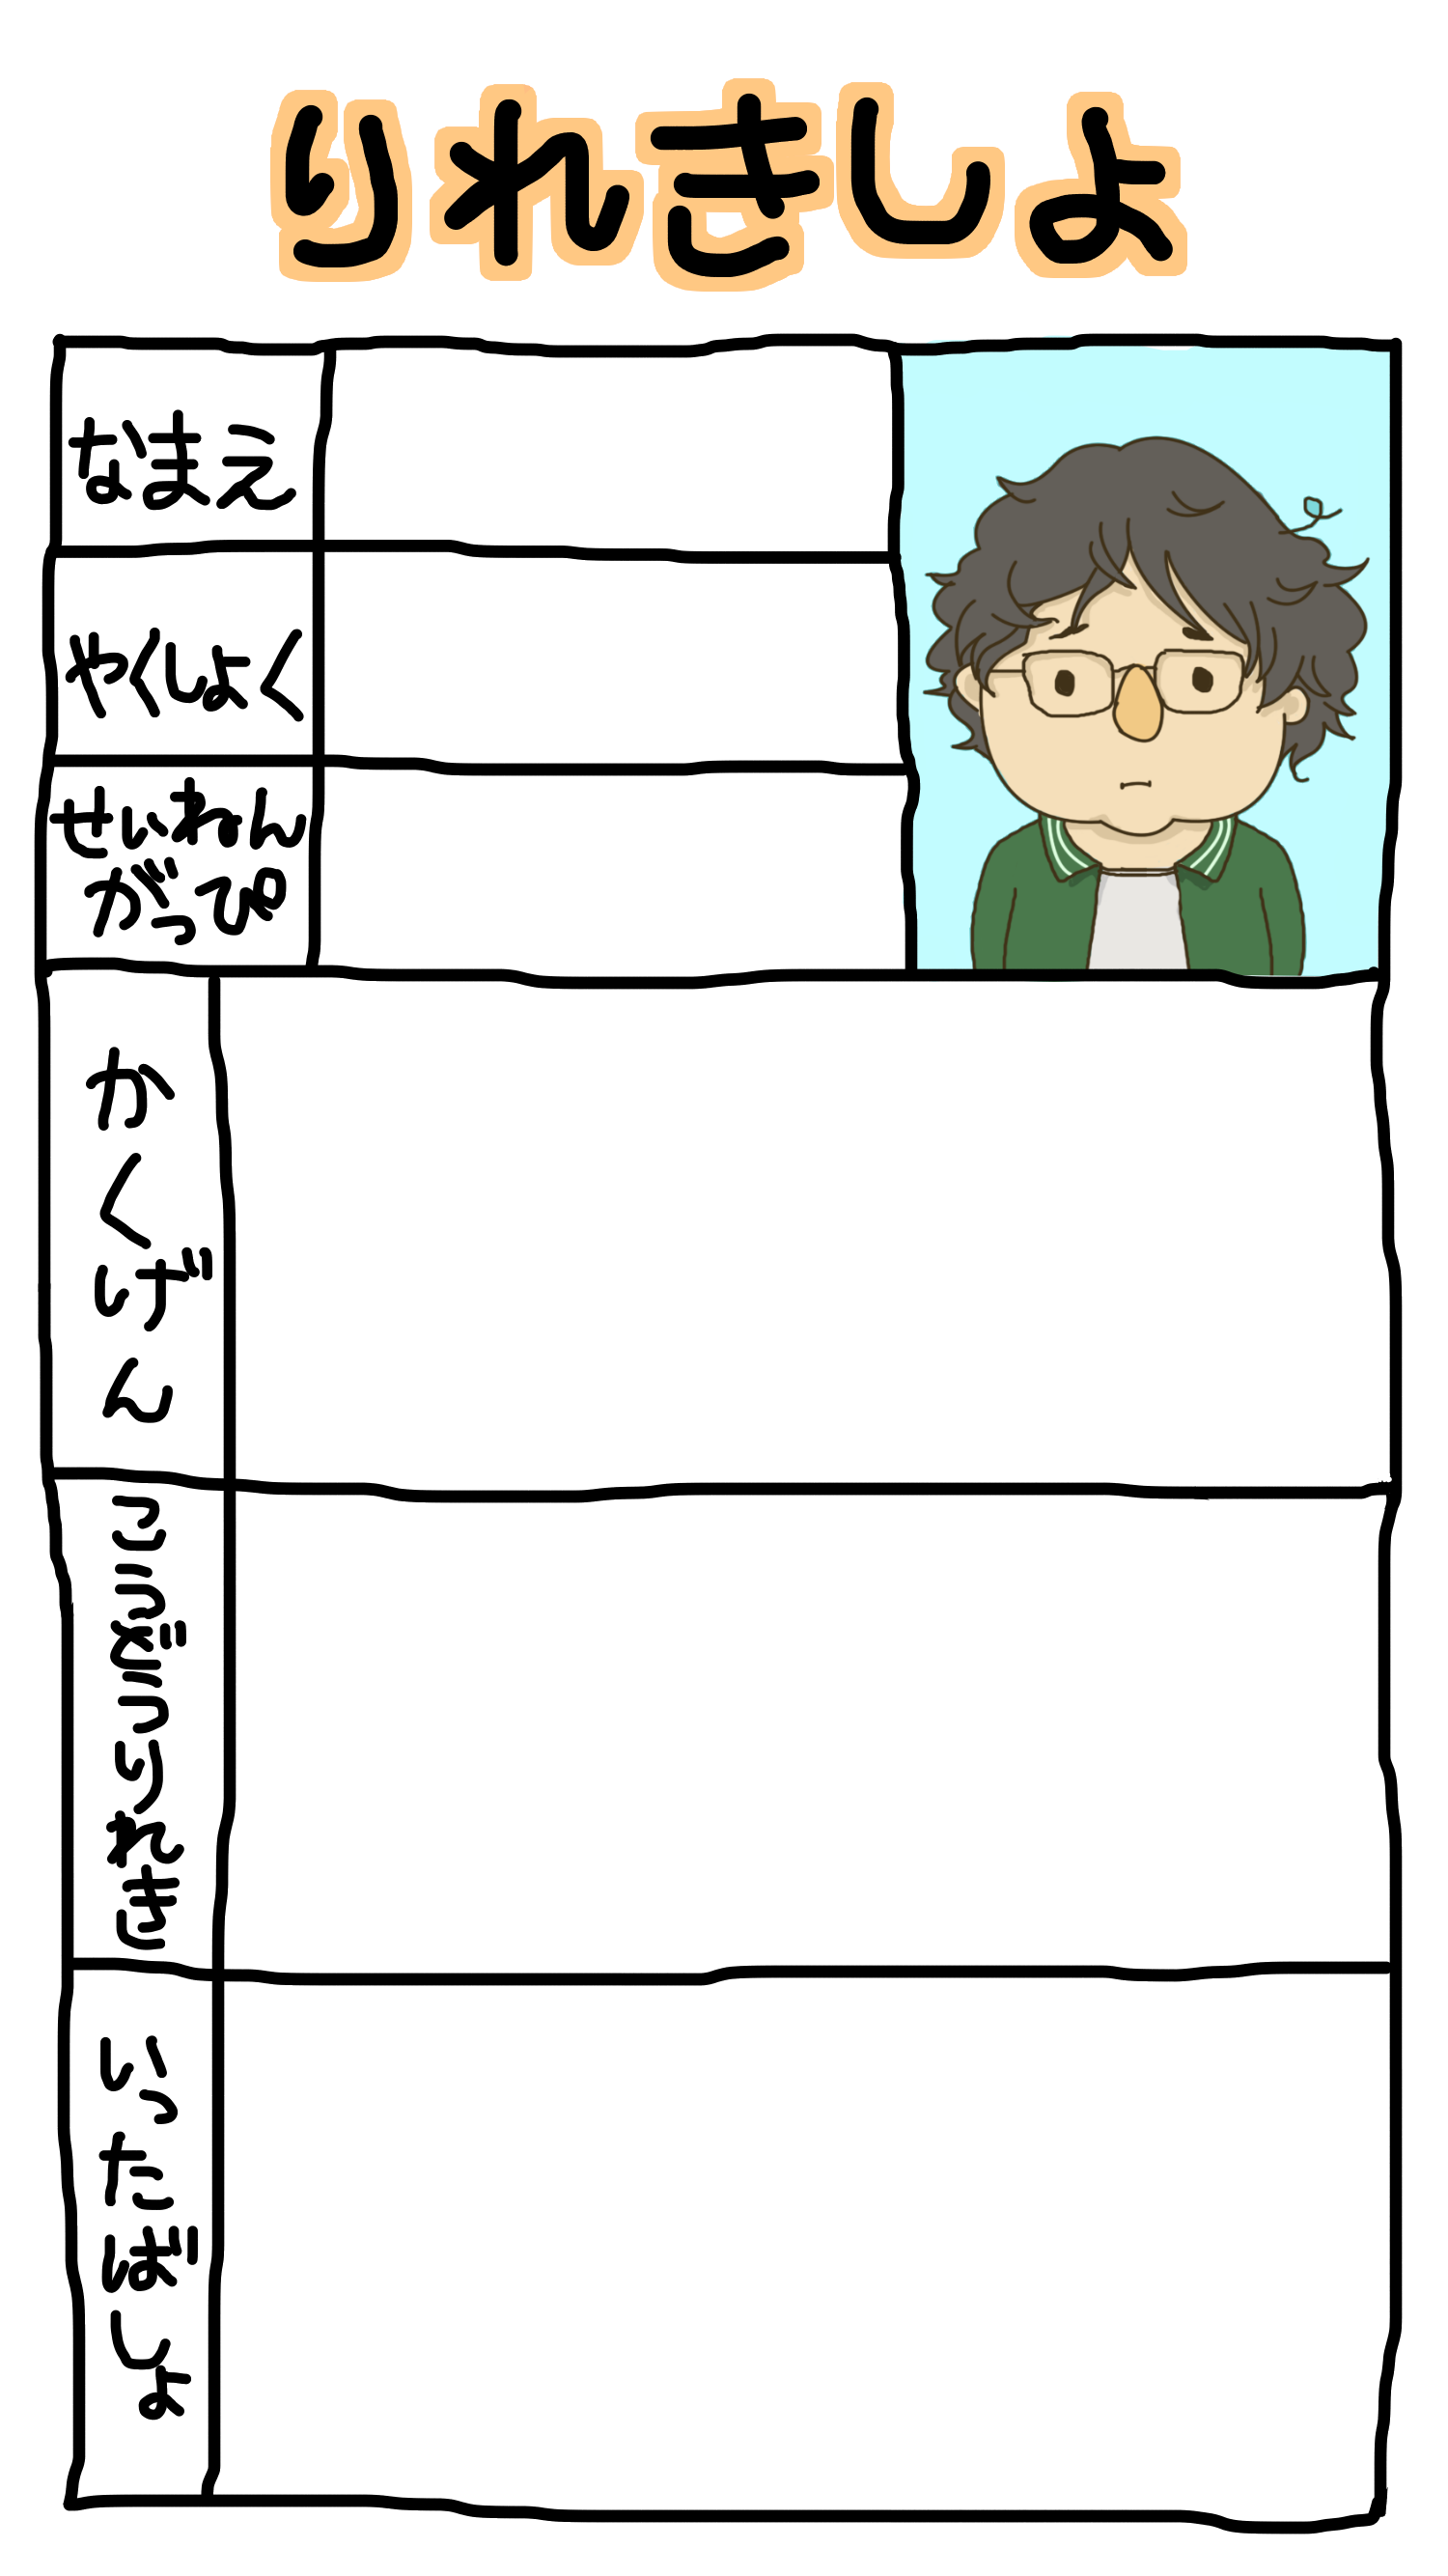 りれきしょ
なまえ
やくしょく
せいねん
がっぴ
かくげん
こうどうりれき
いったばしょ